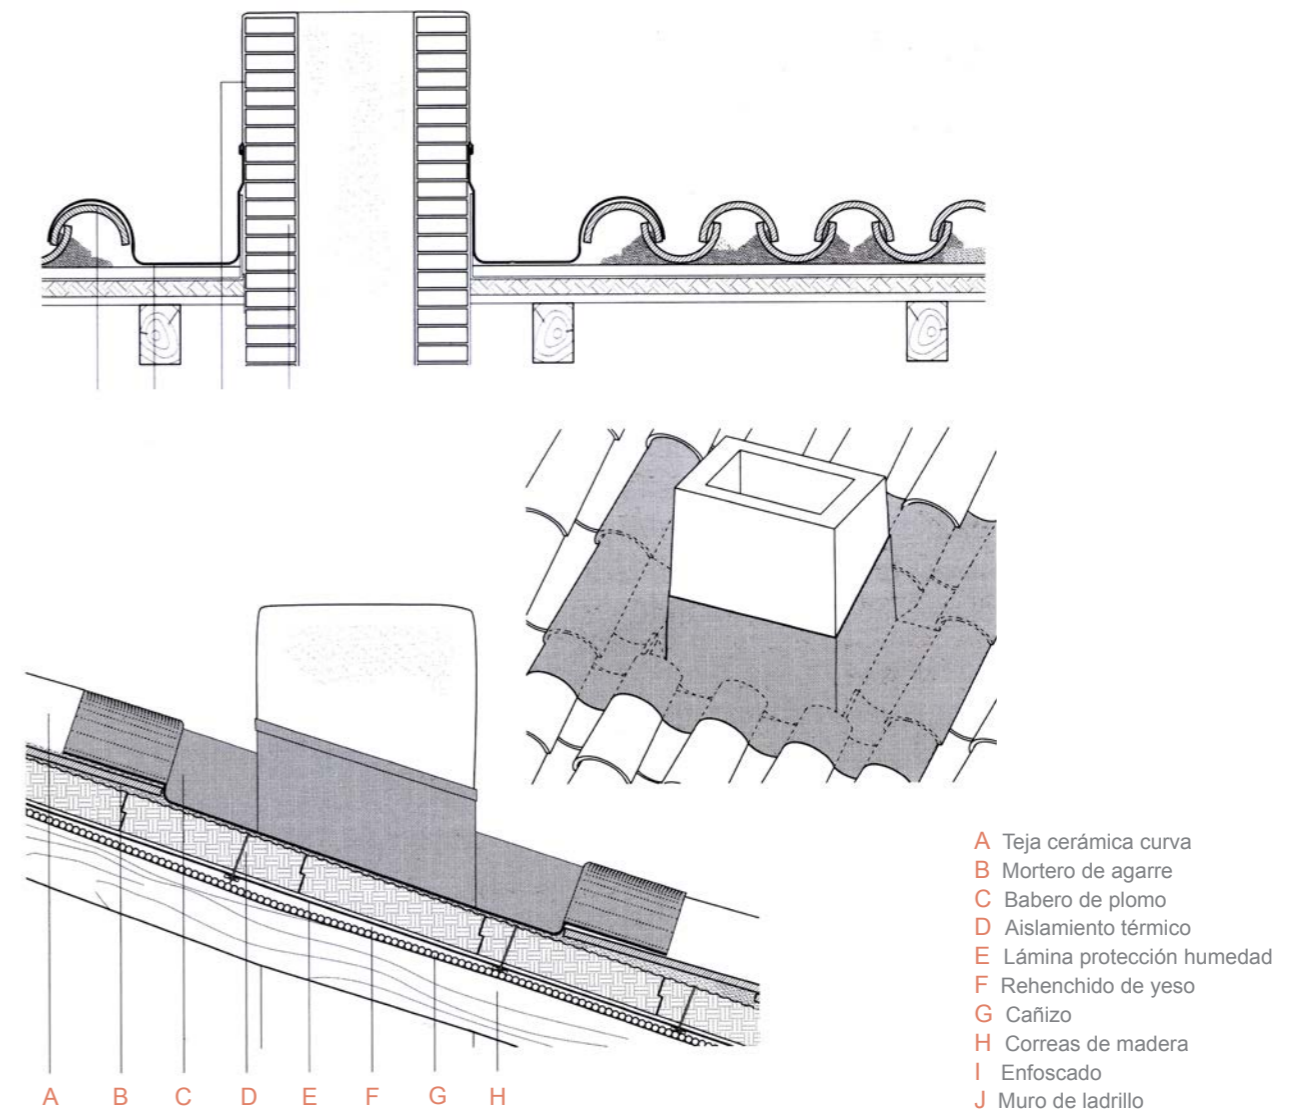 A Teja cerámica curva
B Mortero de agarre
C Babero de plomo
D Aislamiento térmico
E Lámina protección humedad
F Rehenchido de yeso
G Cañizo
H Correas de madera
I Enfoscado
J Muro de ladrillo
A B C D E F G H